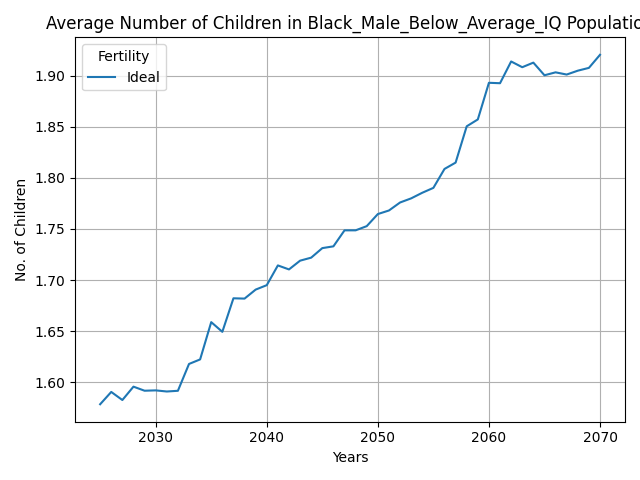 Average Number of Children in Black_Male_Below_Average_IQ Populatio
Fertility
Ideal
No. of Children
1.90
1.85
1.80
1.75
1.70
1.65
1.60
2030 2040 2050 2060 2070
Years